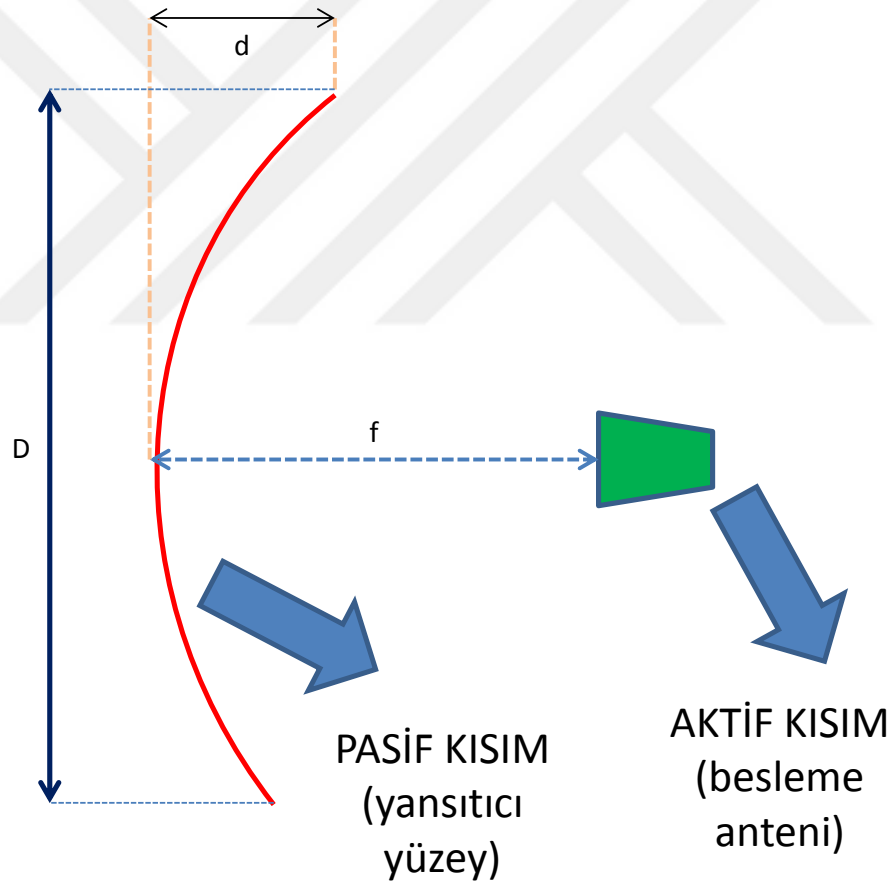 d
D
f
PASİF KISIM
(yansıtıcı
yüzey)
AKTİF KISIM
(besleme
anteni)